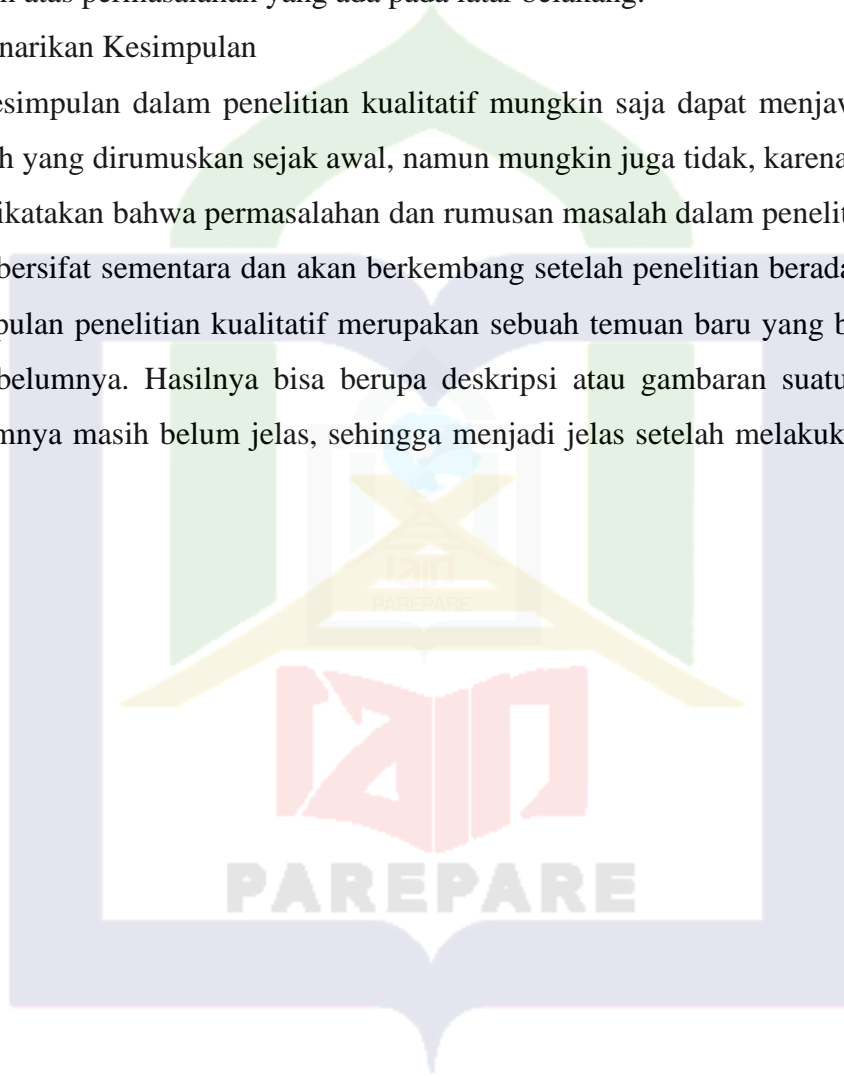 atas permasalahan yang ada pada latar belakang.
narikan Kesimpulan
esimpulan dalam penelitian kualitatif mungkin saja dapat menjaw
h yang dirumuskan sejak awal, namun mungkin juga tidak, karena
ikatakan bahwa permasalahan dan rumusan masalah dalam penelit
bersifat sementara dan akan berkembang setelah penelitian berada
pulan penelitian kualitatif merupakan sebuah temuan baru yang b
belumnya. Hasilnya bisa berupa deskripsi atau gambaran suatu
mnya masih belum jelas, sehingga menjadi jelas setelah melakuk
iain
PAREPARE
iain
PAREPARE